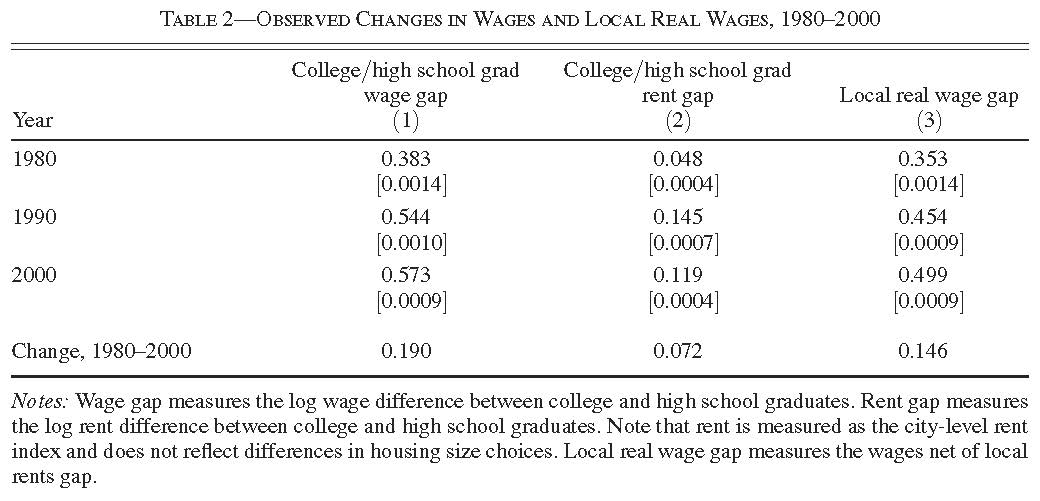 Table 2—Observed Changes in Wages and Local Real Wages, 1980–2000
College/high school grad College/high school grad
wage gap rent gap Local real wage gap
Year (1) (2) (3)
1980 0.383 0.048 0.353
[0.0014] [0.0004] [0.0014]
1990 0.544 0.145 0.454
[0.0010] [0.0007] [0.0009]
2000 0.573 0.119 0.499
[0.0009] [0.0004] [0.0009]
Change, 1980–2000 0.190 0.072 0.146
Notes: Wage gap measures the log wage difference between college and high school graduates. Rent gap measures
the log rent difference between college and high school graduates. Note that rent is measured as the city-level rent
index and does not reflect differences in housing size choices. Local real wage gap measures the wages net of local
rents gap.